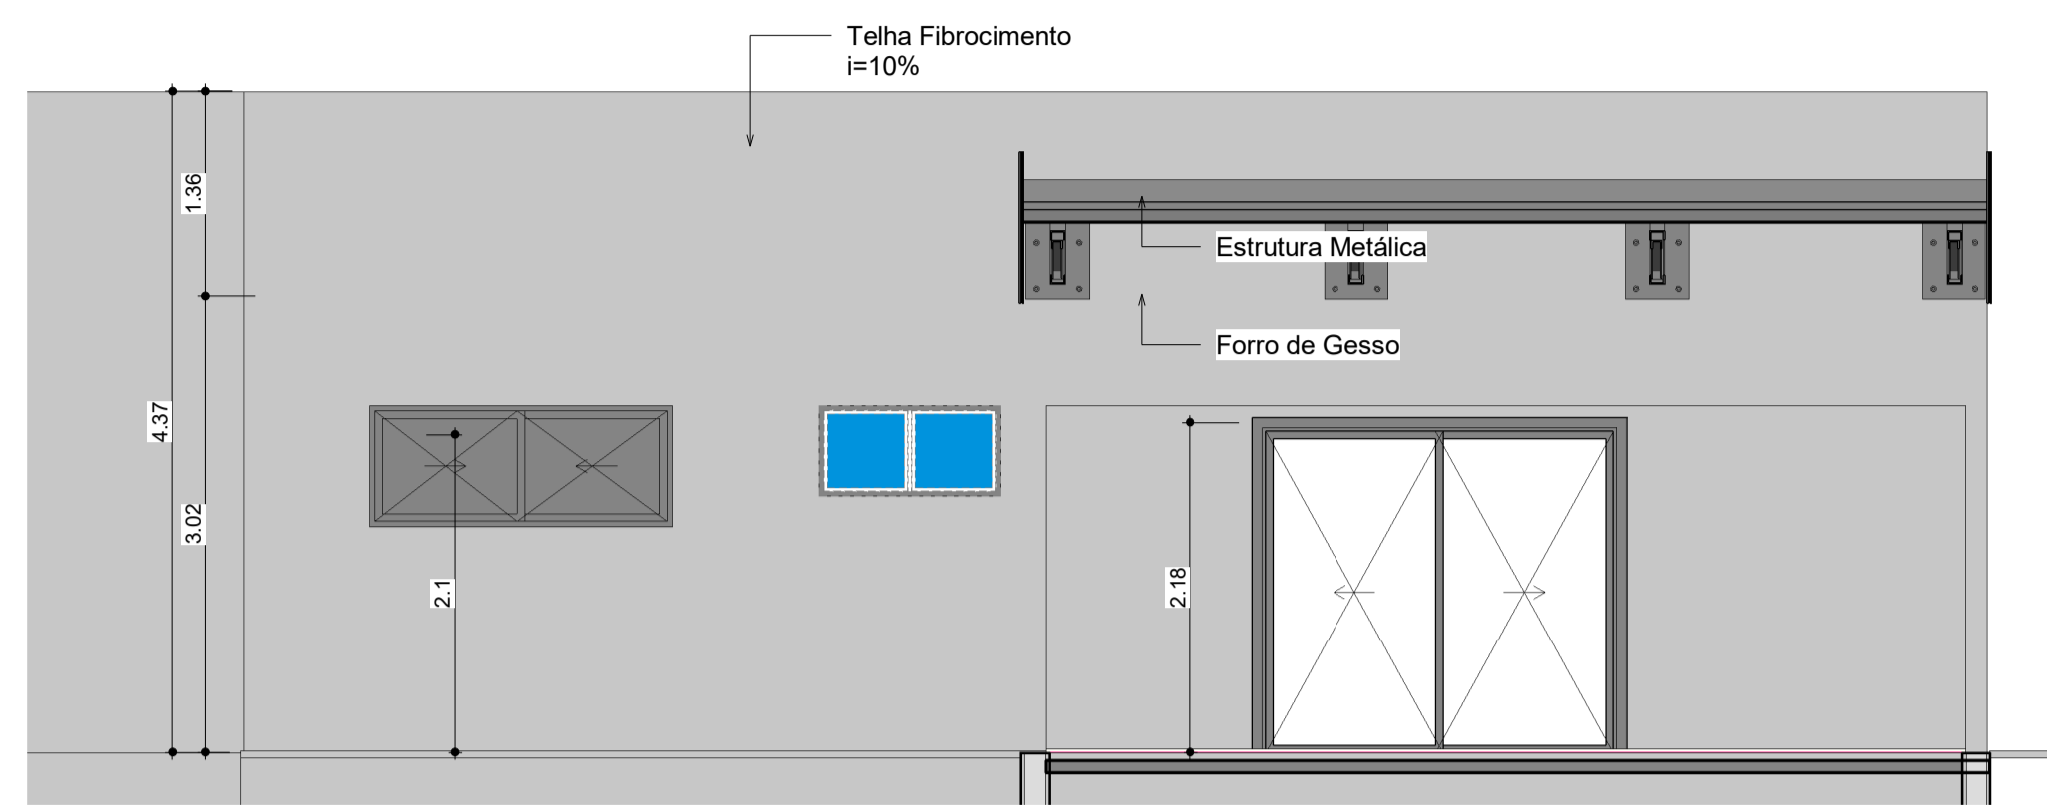 Telha Fibrocimento
i=10%
1.36
Estrutura Metálica
Forro de Gesso
4.37
3.02
2.1
2.18